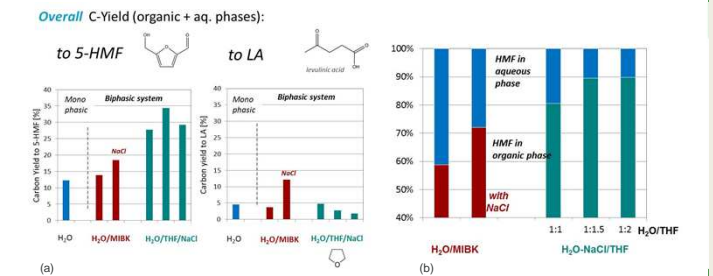 Overall C-Yield (organic + aq. phases):
to 5-HMF
OH
O
O
to LA
O
O
OH
levulinic acid
Carbon Yield to 5-HMF [%]
40
35
30
25
20
15
10
5
0
Mono
phasic
Biphasic system
NaCl
H₂O
H₂O/MIBK
H₂O/THF/NaCl
Carbon yield to LA [%]
40
35
30
25
20
15
10
5
0
Mono
phasic
Biphasic system
NaCl
H₂O
H₂O/MIBK
H₂O/THF/NaCl
O
(a)
100%
90%
80%
70%
60%
50%
40%
HMF in
aqueous
phase
HMF in
organic phase
with
NaCl
1:1
1:1.5
1:2
H₂O/THF
H₂O/MIBK
H₂O-NaCl/THF
(b)